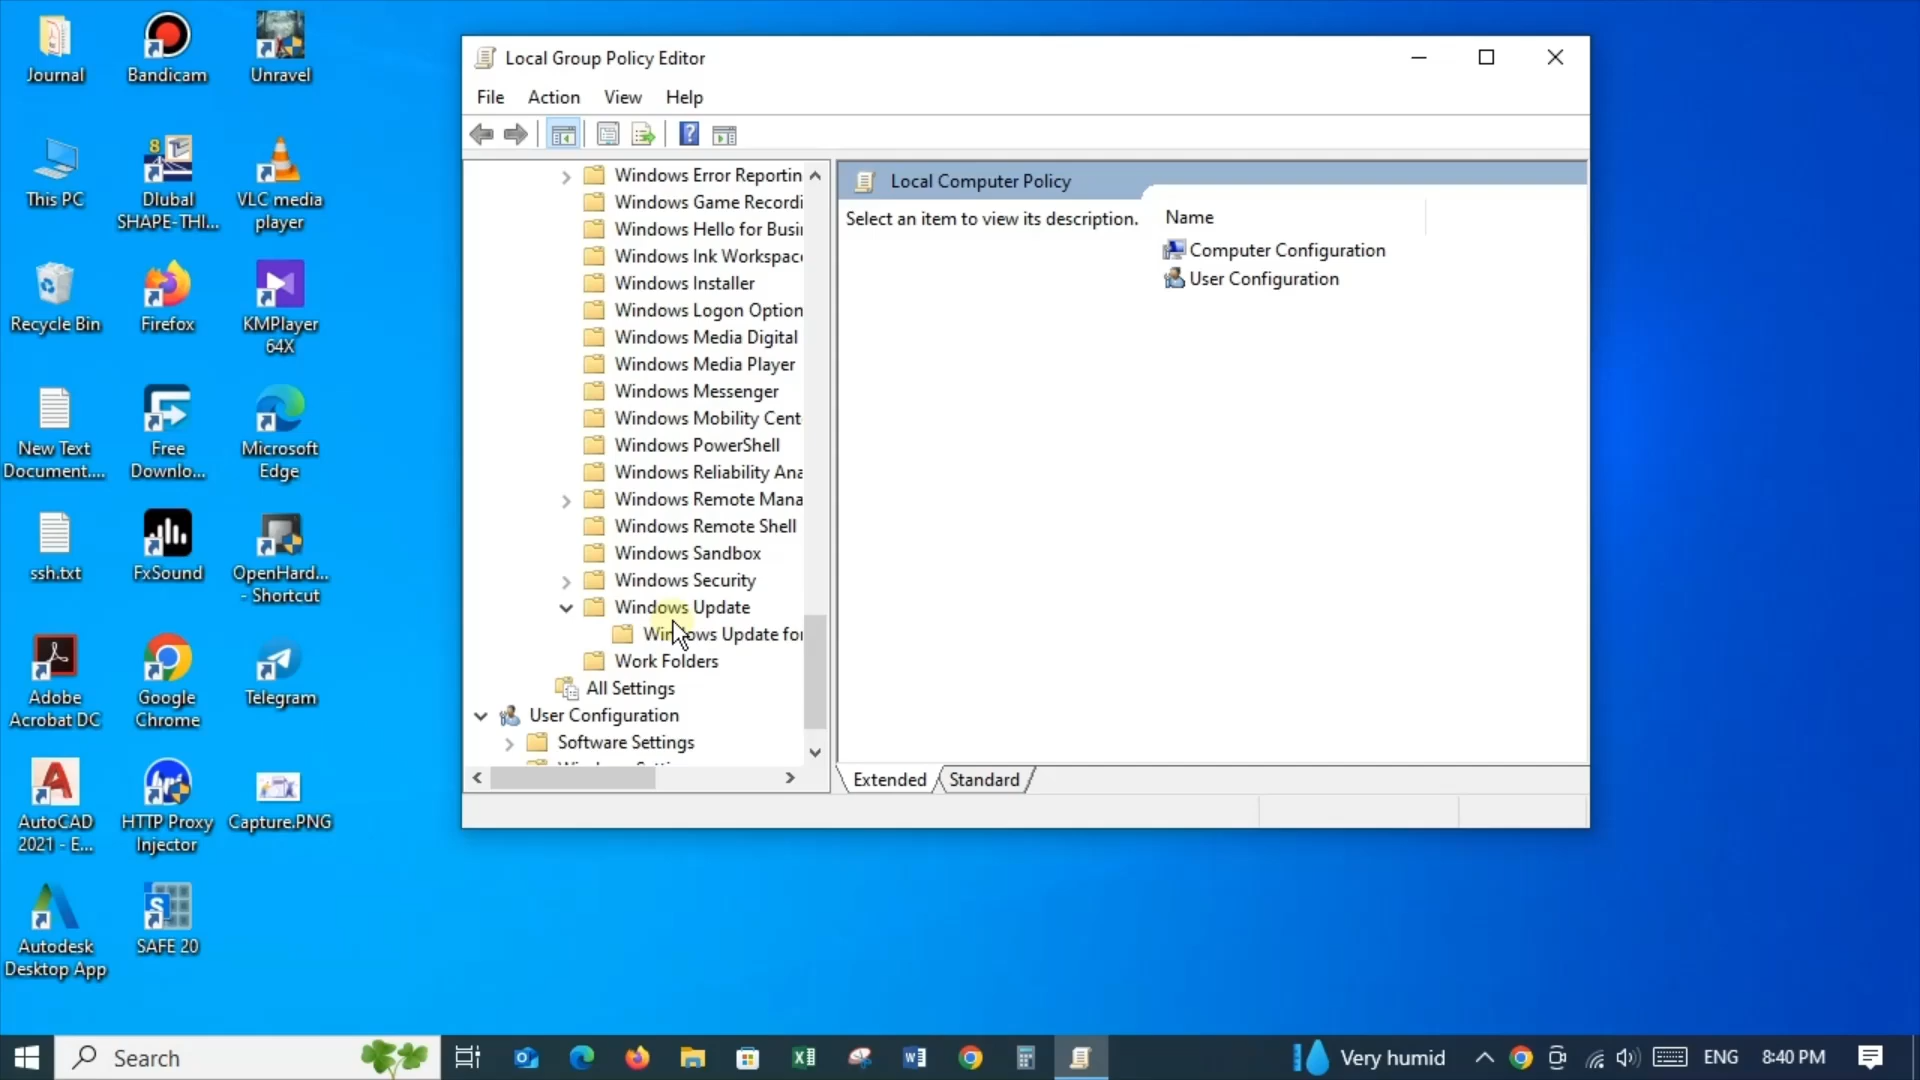 Journal
Bandicam
Unravel
This PC
Dlubal
SHAPE-THI...
VLC media
player
Recycle Bin
Firefox
KMPlayer
64X
New Text
Document....
Free
Downlo...
Microsoft
Edge
ssh.txt
FxSound
OpenHard...
- Shortcut
Adobe
Acrobat DC
Google
Chrome
Telegram
AutoCAD
2021 - E...
HTTP Proxy
Injector
Capture.PNG
Autodesk
Desktop App
SAFE 20
Local Group Policy Editor
File Action View Help
Windows Error Reportin
Windows Game Recordi
Windows Hello for Busi
Windows Ink Workspace
Windows Installer
Windows Logon Option
Windows Media Digital
Windows Media Player
Windows Messenger
Windows Mobility Cent
Windows PowerShell
Windows Reliability Ana
Windows Remote Mana
Windows Remote Shell
Windows Sandbox
Windows Security
Windows Update
Windows Update for
Work Folders
All Settings
User Configuration
Software Settings
Local Computer Policy
Select an item to view its description.
Name
Computer Configuration
User Configuration
Extended Standard
Search
Very humid
ENG
8:40 PM